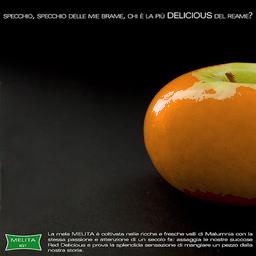 SPECCHIO, SPECCHIO DELLE MIE BRAME, CHI È LA PIÙ DELICIOUS DEL REAME?
La mela MELITA è coltivata nelle ricche e fresche valli di Malumnia con la
stessa passione e attenzione di un secolo fa: assaggia le nostre succose
Red Delicious e prova la splendida sensazione di mangiare un pezzo della
nostra storia.
MELITA